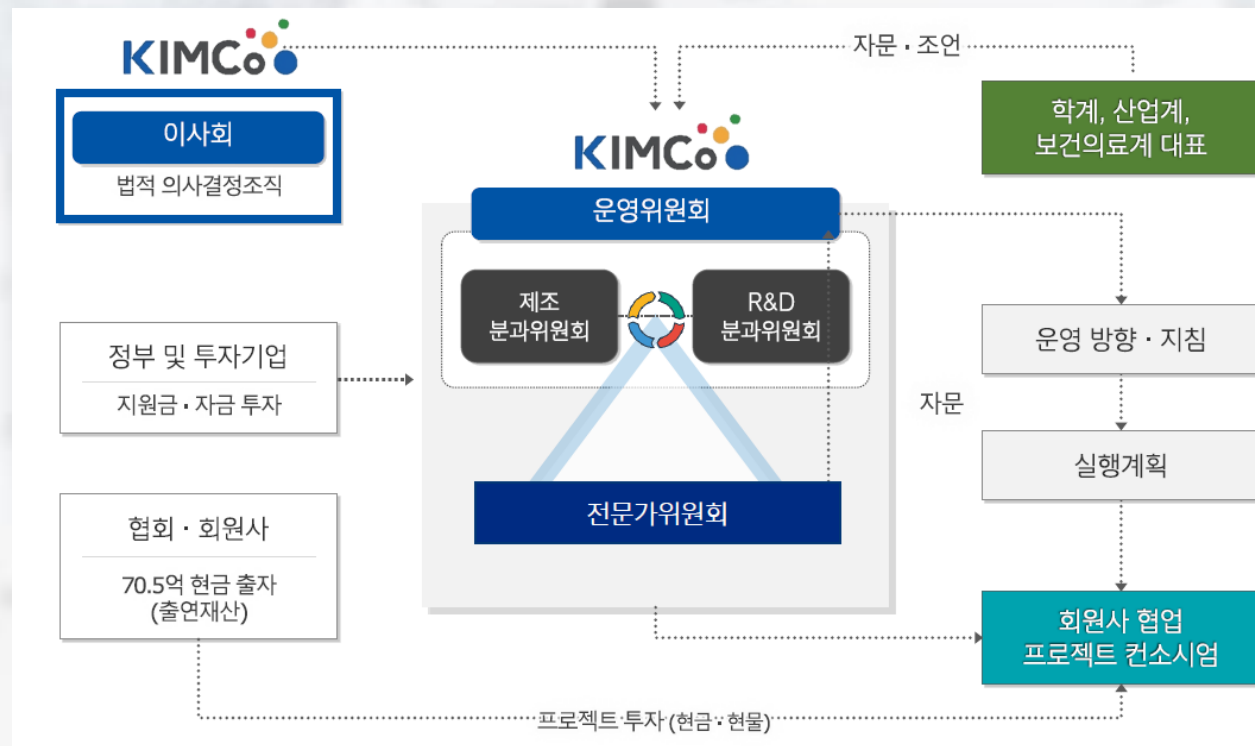 KIMCo
이사회
법적 의사결정조직
자문 · 조언
학계, 산업계,
보건의료계 대표
KIMCo
운영위원회
제조
분과위원회
R&D
분과위원회
전문가위원회
정부 및 투자기업
지원금 · 자금 투자
협회 · 회원사
70.5억 현금 출자
(출연재산)
운영 방향 · 지침
자문
실행계획
회원사 협업
프로젝트 컨소시엄
프로젝트 투자 (현금 · 현물)